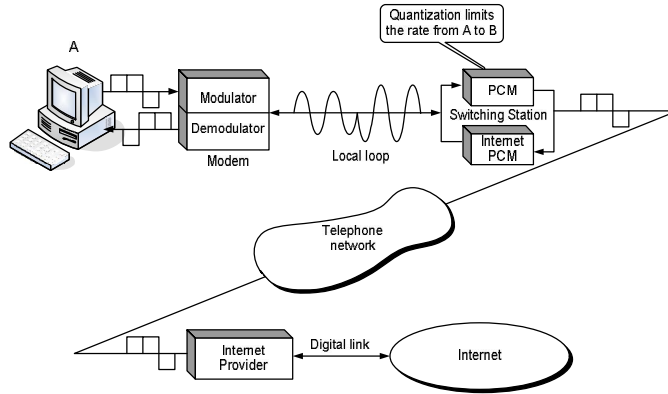 Quantization limits
the rate from A to B
A
Modulator
Demodulator
Modem
Local loop
PCM
Switching Station
Internet
PCM
Telephone
network
Internet
Provider
Digital link
Internet